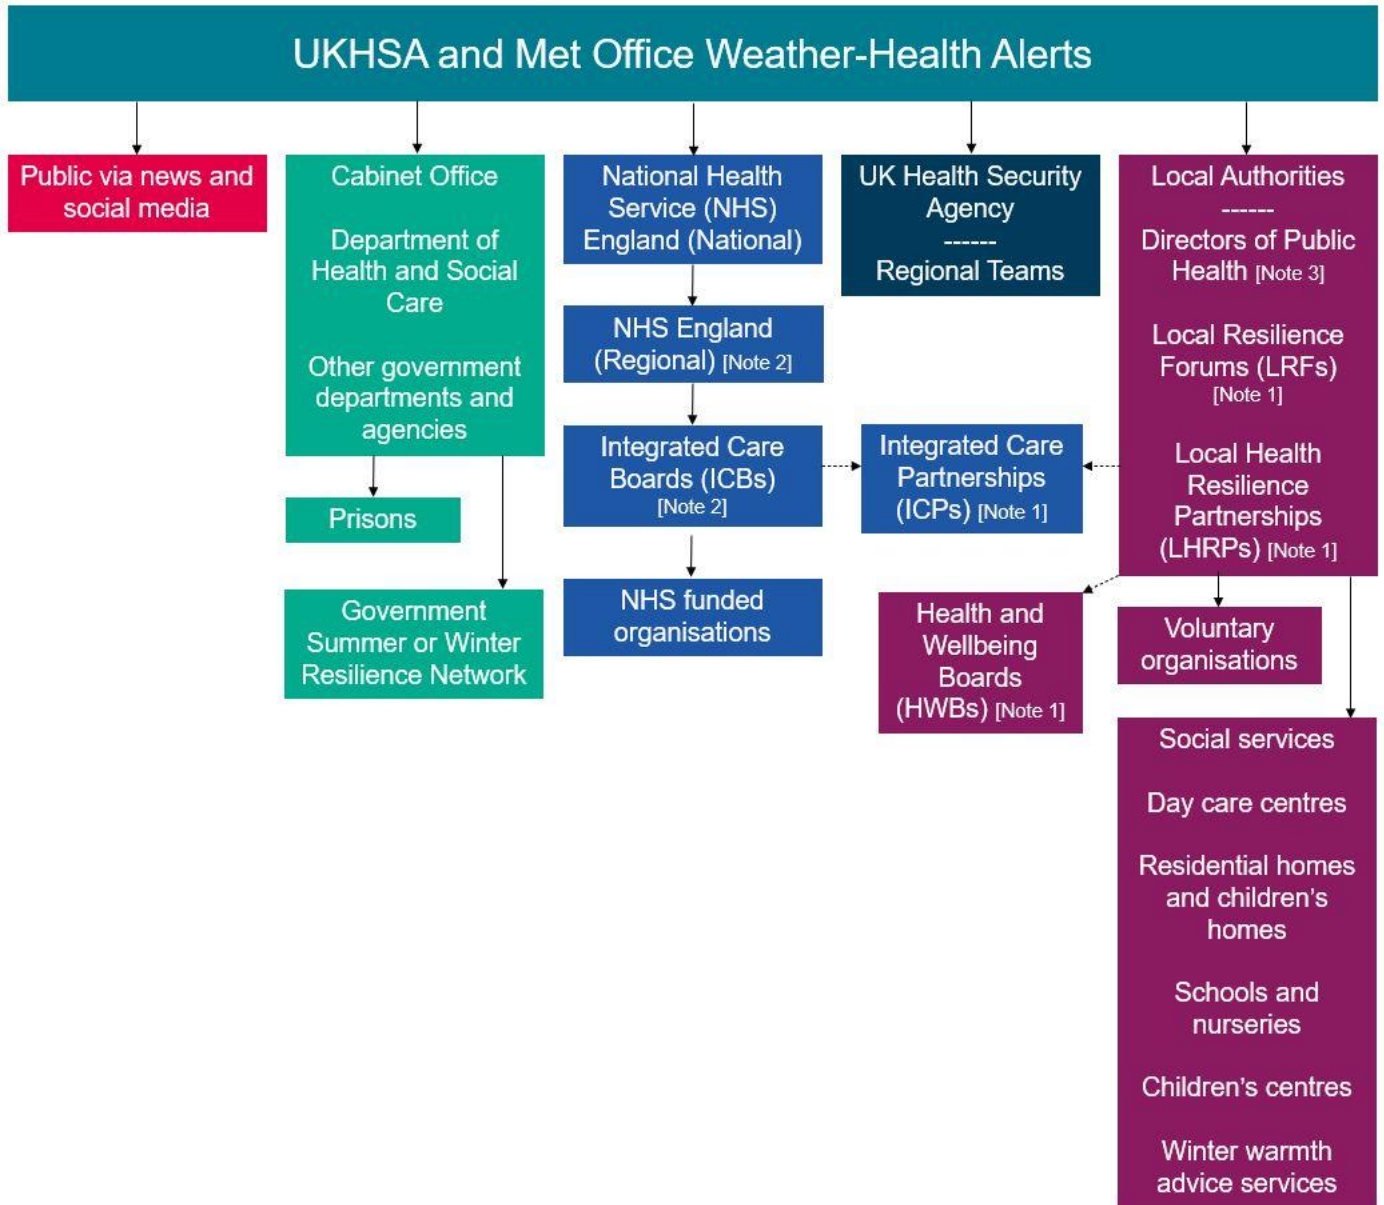 UKHSA and Met Office Weather-Health Alerts
Public via news and
social media
Cabinet Office
Department of
Health and Social
Care
Other government
departments and
agencies
Prisons
Government
Summer or Winter
Resilience Network
National Health
Service (NHS)
England (National)
NHS England
(Regional) [Note 2]
Integrated Care
Boards (ICBs)
[Note 2]
NHS funded
organisations
UK Health Security
Agency
------
Regional Teams
Integrated Care
Partnerships
(ICPs) [Note 1]
Health and
Wellbeing
Boards
(HWBs) [Note 1]
Local Authorities
------
Directors of Public
Health [Note 3]
Local Resilience
Forums (LRFs)
[Note 1]
Local Health
Resilience
Partnerships
(LHRPs) [Note 1]
Voluntary
organisations
Social services
Day care centres
Residential homes
and children’s
homes
Schools and
nurseries
Children’s centres
Winter warmth
advice services